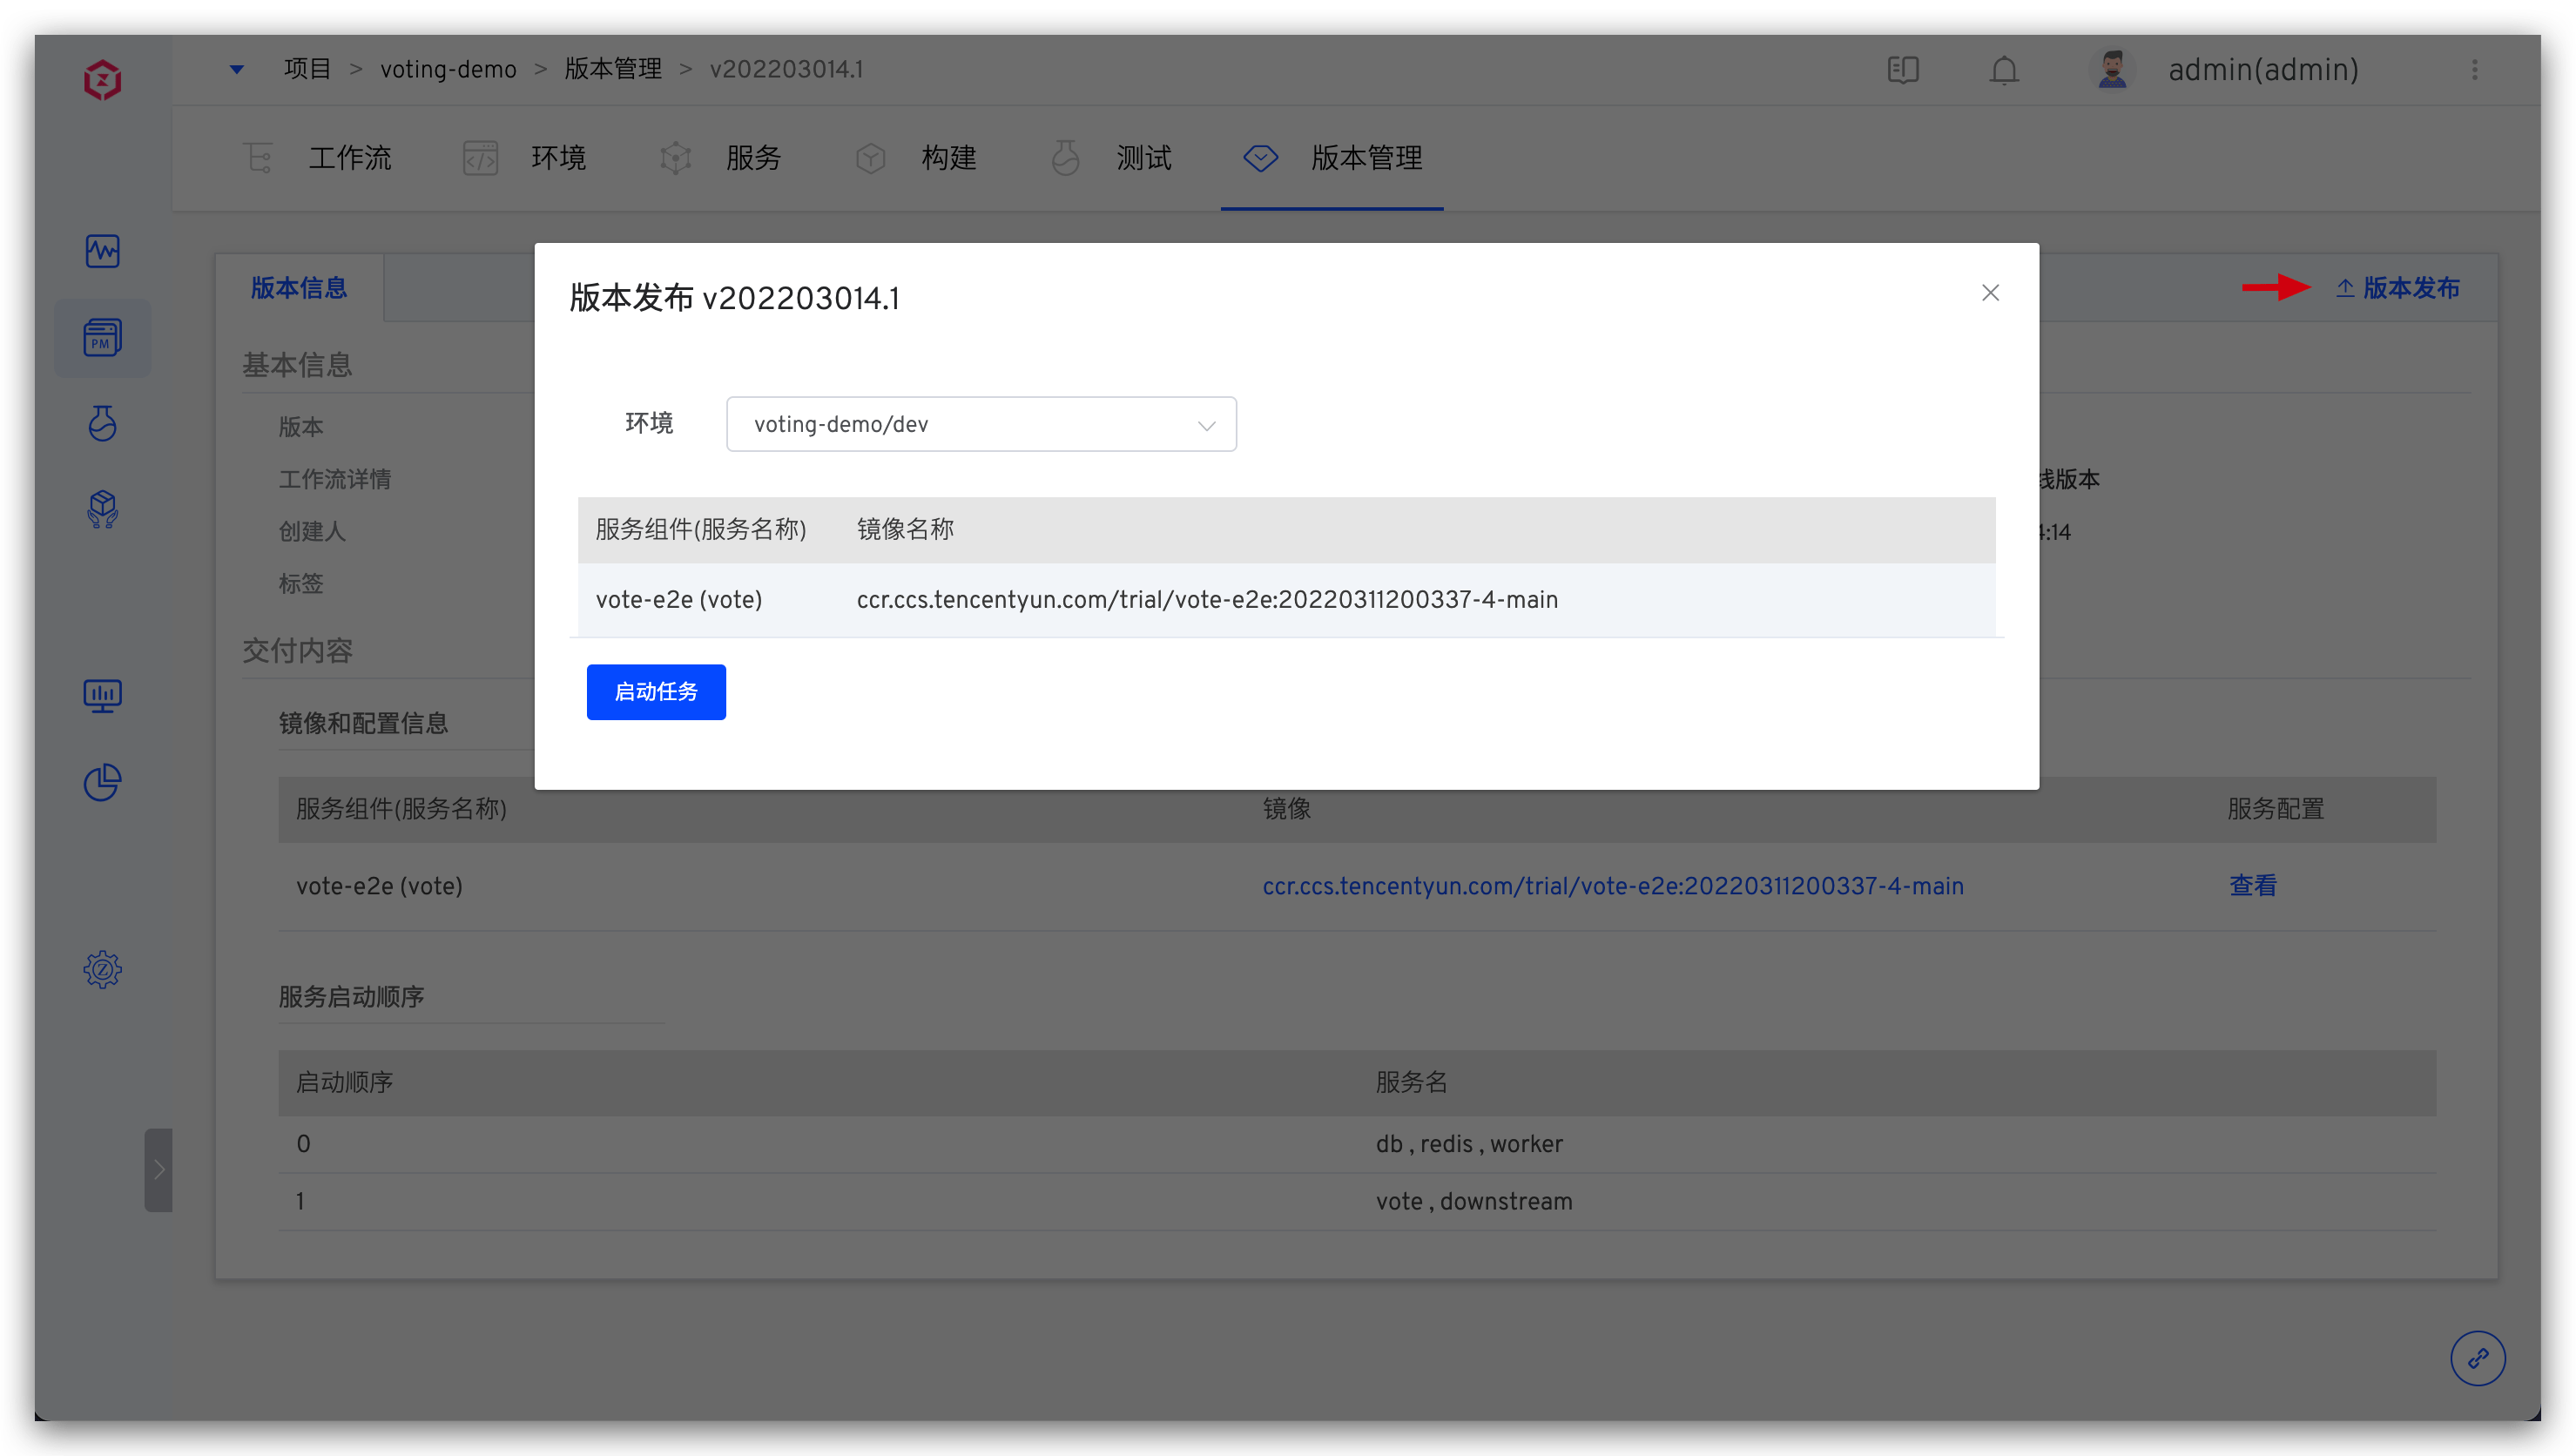 项目 > voting-demo > 版本管理 > v202203014.1
admin(admin)
工作流 环境 服务 构建 测试 版本管理
版本信息
版本发布
版本发布 v202203014.1
PM
基本信息
环境 voting-demo/dev
版本
工作流详情
线版本
服务组件(服务名称) 镜像名称
创建人
4:14
标签
vote-e2e (vote) ccr.ccs.tencentyun.com/trial/vote-e2e:20220311200337-4-main
交付内容
启动任务
镜像和配置信息
服务组件(服务名称) 镜像 服务配置
vote-e2e (vote) ccr.ccs.tencentyun.com/trial/vote-e2e:20220311200337-4-main 查看
服务启动顺序
启动顺序 服务名
0 db , redis , worker
1 vote , downstream